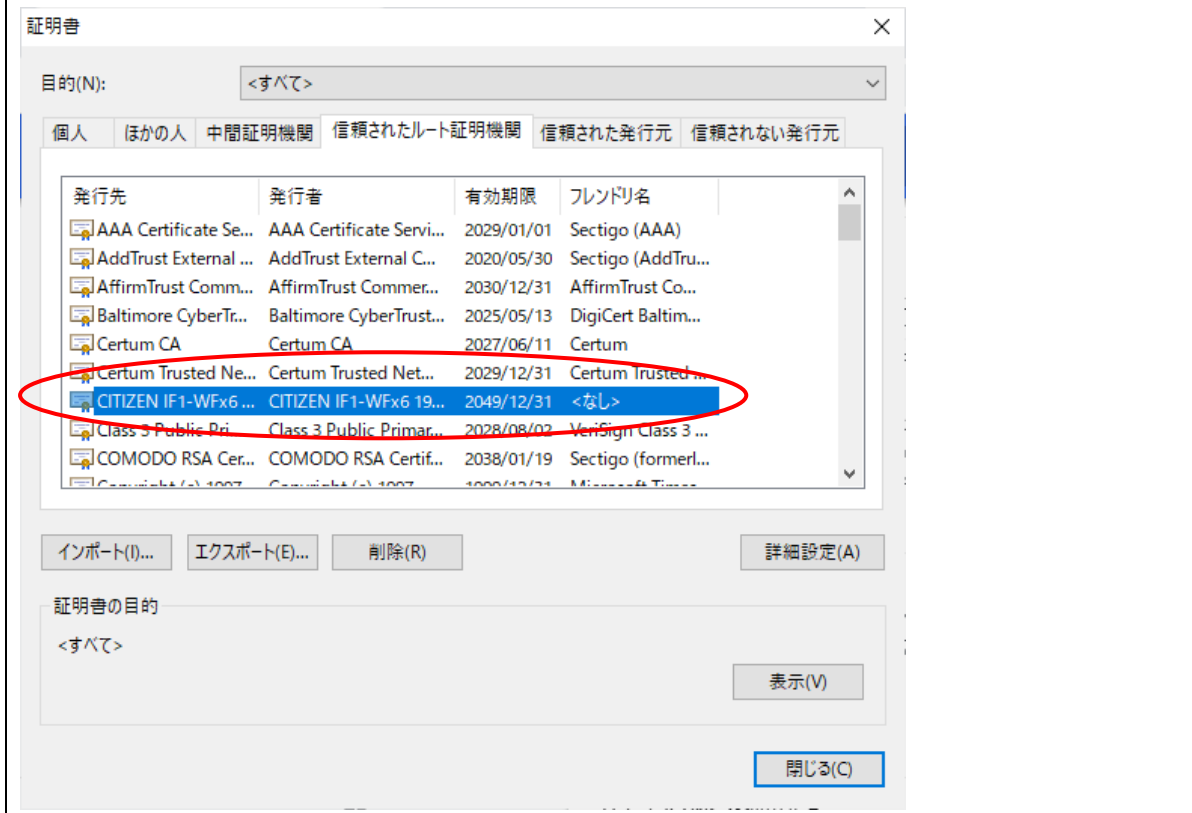 証明書
目的(N): <すべて>
個人 ほかの人 中間証明機関 信頼されたルート証明機関 信頼された発行元 信頼されない発行元
発行先 発行者 有効期限 フレンドリ名
AAA Certificate Se... AAA Certificate Servi... 2029/01/01 Sectigo (AAA)
AddTrust External ... AddTrust External C... 2020/05/30 Sectigo (AddTru...
AffirmTrust Comm... AffirmTrust Commer... 2030/12/31 AffirmTrust Co...
Baltimore CyberTr... Baltimore CyberTrust... 2025/05/13 DigiCert Baltim...
Certum CA Certum CA 2027/06/11 Certum
Certum Trusted Ne... Certum Trusted Net... 2029/12/31 Certum Trusted ...
CITIZEN IF1-WFx6 ... CITIZEN IF1-WFx6 19... 2049/12/31 <なし>
Class 3 Public Pri... Class 3 Public Primar... 2028/08/02 VeriSign Class 3 ...
COMODO RSA Cer... COMODO RSA Certif... 2038/01/19 Sectigo (formerl...
Copyright (c) 1997 Copyright (c) 1997 1999/12/31 Microsoft Times
インポート(I)... エクスポート(E)... 削除(R) 詳細設定(A)
証明書の目的
<すべて>
表示(V)
閉じる(C)